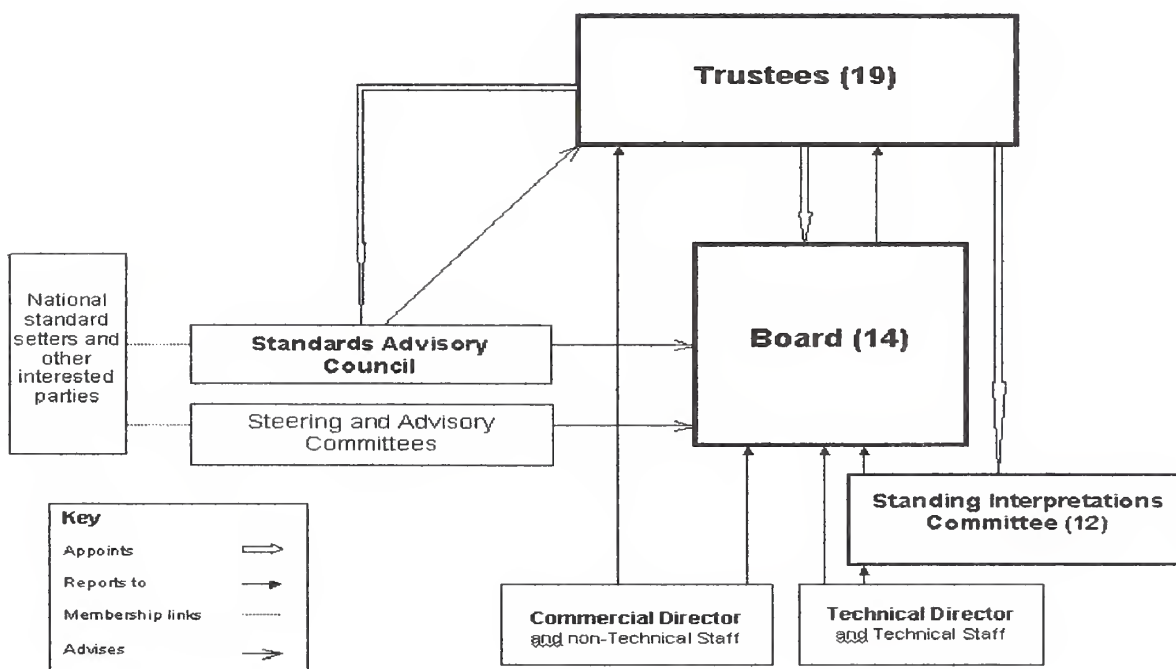 Trustees (19)
National
standard
setters and
other
interested
parties
Standards Advisory
Council
Board (14)
Steering and Advisory
Committees
Standing Interpretations
Committee (12)
Key
Appoints
Reports to
Membership links
Advises
Commercial Director
and non-Technical Staff
Technical Director
and Technical Staff